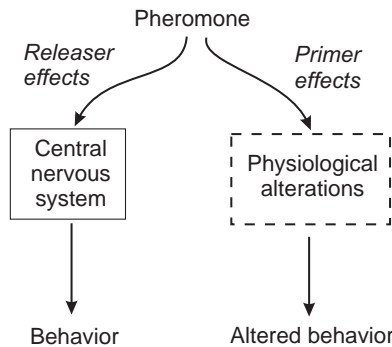 Pheromone
Releaser
effects
Primer
effects
Central
nervous
system
Physiological
alterations
Behavior
Altered behavior